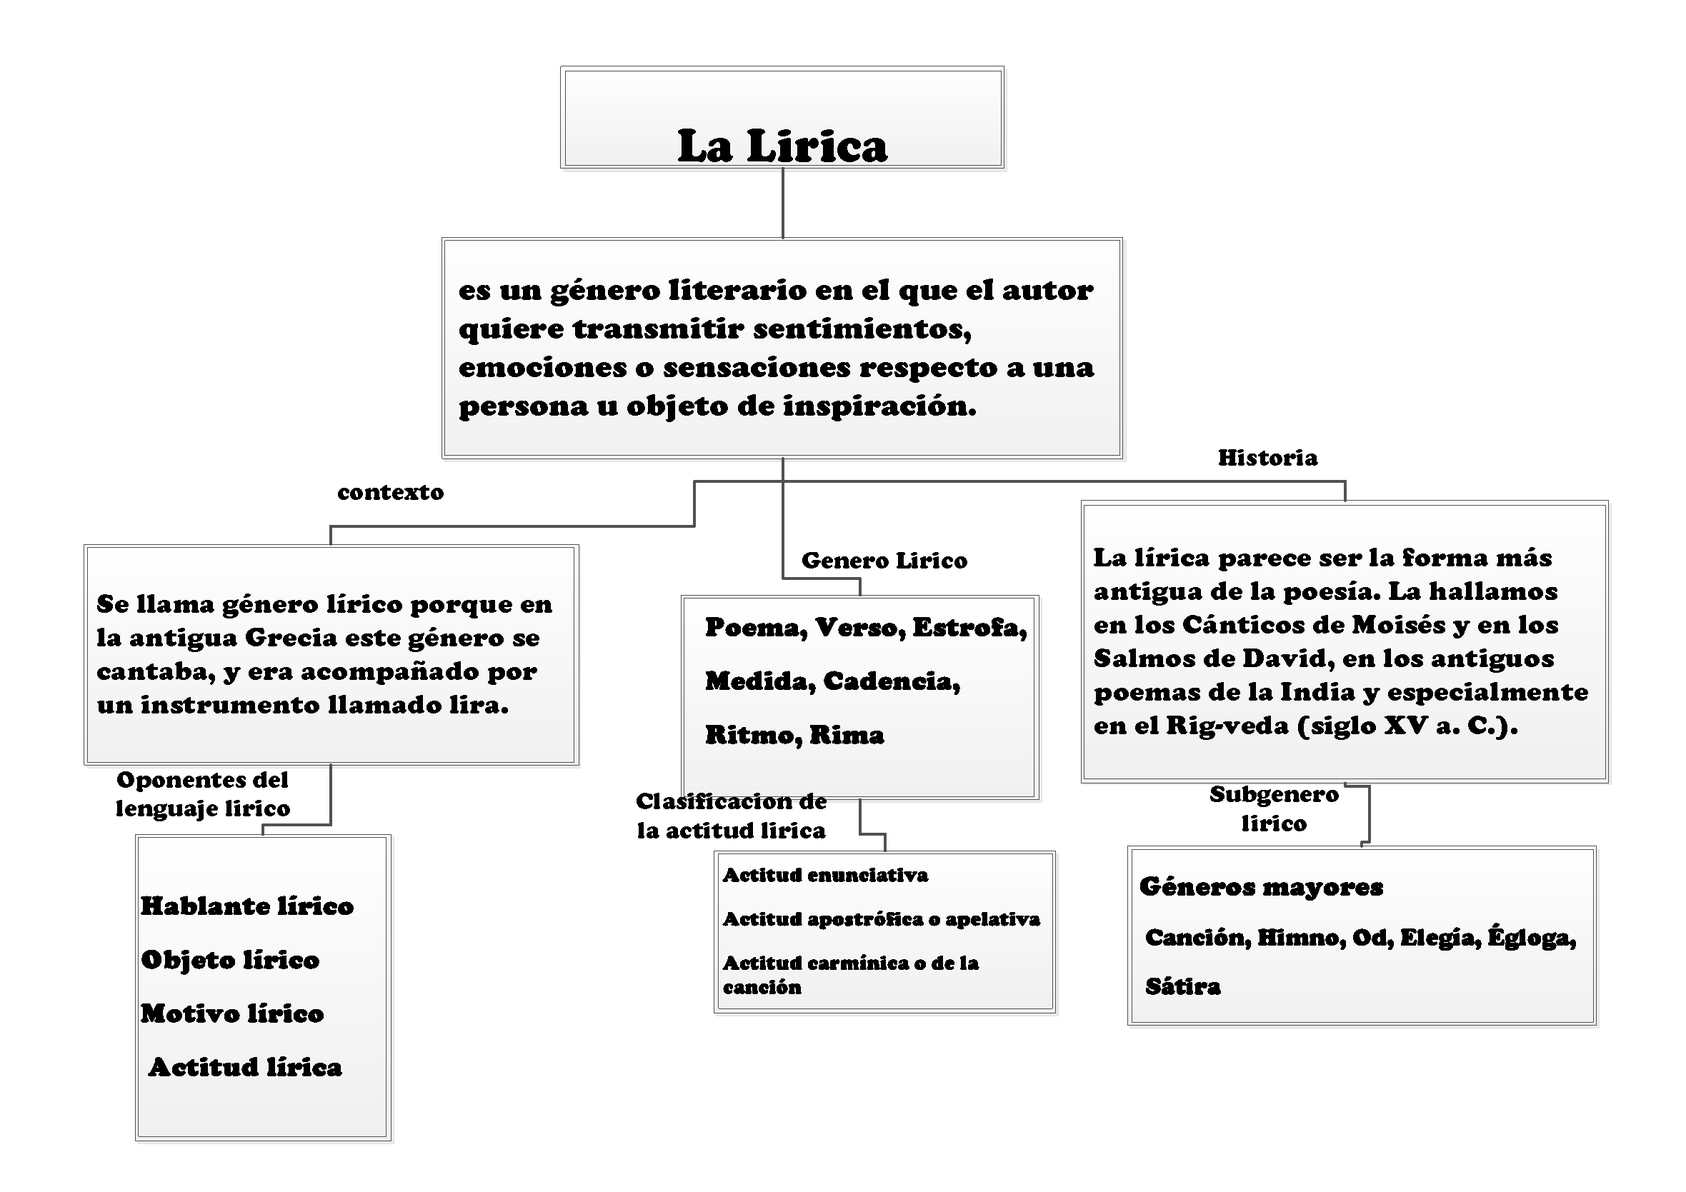 La Lirica
es un género literario en el que el autor
quiere transmitir sentimientos,
emociones o sensaciones respecto a una
persona u objeto de inspiración.
contexto
Se llama género lírico porque en
la antigua Grecia este género se
cantaba, y era acompañado por
un instrumento llamado lira.
Oponentes del
lenguaje lirico
Hablante lírico
Objeto lírico
Motivo lírico
Actitud lírica
Genero Lirico
Poema, Verso, Estrofa,
Medida, Cadencia,
Ritmo, Rima
Clasificacion de
la actitud lirica
Actitud enunciativa
Actitud apostrófica o apelativa
Actitud carmínica o de la
canción
Historia
La lírica parece ser la forma más
antigua de la poesía. La hallamos
en los Cánticos de Moisés y en los
Salmos de David, en los antiguos
poemas de la India y especialmente
en el Rig-veda (siglo XV a. C.).
Subgenero
lirico
Géneros mayores
Canción, Himno, Od, Elegía, Égloga,
Sátira